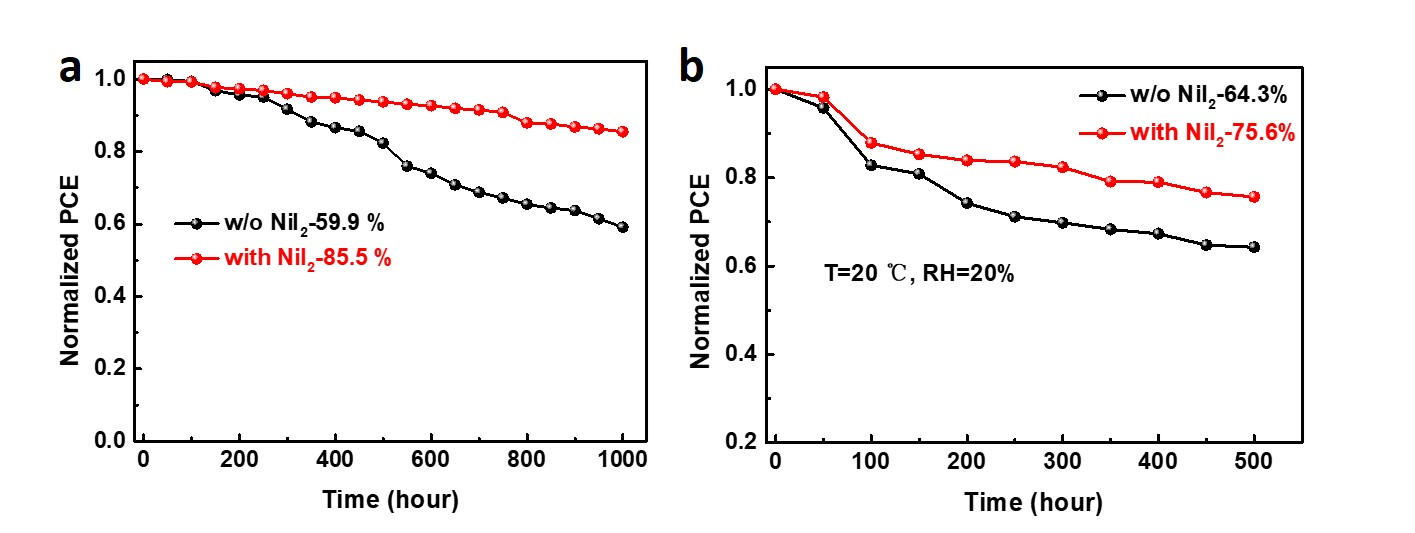 a
1.0
0.8
0.6
0.4
0.2
0.0
Normalized PCE
w/o NiI2-59.9 %
with NiI2-85.5 %
0 200 400 600 800 1000
Time (hour)
b
1.0
0.8
0.6
0.4
0.2
Normalized PCE
w/o NiI2-64.3%
with NiI2-75.6%
T=20 ℃, RH=20%
0 100 200 300 400 500
Time (hour)